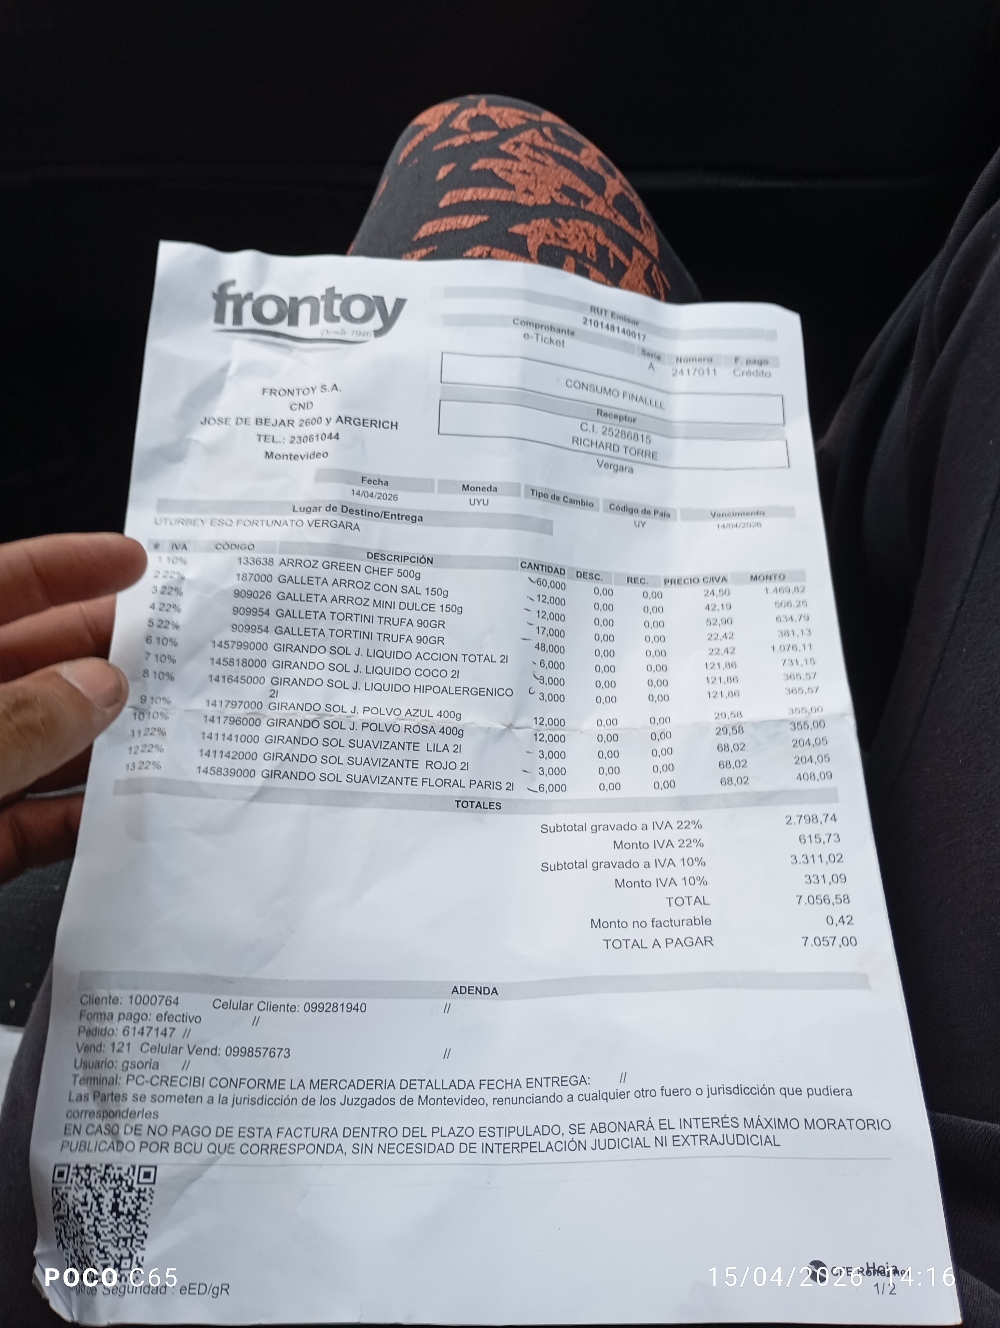 frontoy
Desde 1946
RUT Emisor
210148140017
Comprobante Serie Número F. pago
e-Ticket A 2417011 Crédito
CONSUMO FINALLLL
Receptor
C.I. 25286815
RICHARD TORRE
Vergara
FRONTOY S.A.
CND
JOSE DE BEJAR 2600 y ARGERICH
TEL.: 23061044
Montevideo
Fecha Moneda Tipo de Cambio Código de País Vencimiento
14/04/2026 UYU UY 14/04/2026
Lugar de Destino/Entrega
UTURBEY ESQ FORTUNATO VERGARA
# IVA CÓDIGO DESCRIPCIÓN CANTIDAD DESC. REC. PRECIO C/IVA MONTO
1 10% 133638 ARROZ GREEN CHEF 500g 60,000 0,00 0,00 24,50 1.469,82
2 22% 187000 GALLETA ARROZ CON SAL 150g 12,000 0,00 0,00 42,19 506,25
3 22% 909026 GALLETA ARROZ MINI DULCE 150g 12,000 0,00 0,00 52,90 634,79
4 22% 909954 GALLETA TORTINI TRUFA 90GR 17,000 0,00 0,00 22,42 381,13
5 22% 909954 GALLETA TORTINI TRUFA 90GR 48,000 0,00 0,00 22,42 1.076,11
6 10% 145799000 GIRANDO SOL J. LIQUIDO ACCION TOTAL 2l 6,000 0,00 0,00 121,86 731,15
7 10% 145818000 GIRANDO SOL J. LIQUIDO COCO 2l 3,000 0,00 0,00 121,86 365,57
8 10% 141645000 GIRANDO SOL J. LIQUIDO HIPOALERGENICO 3,000 0,00 0,00 121,86 365,57
2l
9 10% 141797000 GIRANDO SOL J. POLVO AZUL 400g 12,000 0,00 0,00 29,58 355,00
10 10% 141796000 GIRANDO SOL J. POLVO ROSA 400g 12,000 0,00 0,00 29,58 355,00
11 22% 141141000 GIRANDO SOL SUAVIZANTE LILA 2l 3,000 0,00 0,00 68,02 204,05
12 22% 141142000 GIRANDO SOL SUAVIZANTE ROJO 2l 3,000 0,00 0,00 68,02 204,05
13 22% 145839000 GIRANDO SOL SUAVIZANTE FLORAL PARIS 2l 6,000 0,00 0,00 68,02 408,09
TOTALES
Subtotal gravado a IVA 22% 2.798,74
Monto IVA 22% 615,73
Subtotal gravado a IVA 10% 3.311,02
Monto IVA 10% 331,09
TOTAL 7.056,58
Monto no facturable 0,42
TOTAL A PAGAR 7.057,00
ADENDA
Cliente: 1000764 Celular Cliente: 099281940 //
Forma pago: efectivo //
Pedido: 6147147 //
Vend: 121 Celular Vend: 099857673 //
Usuario: gsoria //
Terminal: PC-CRECIBI CONFORME LA MERCADERIA DETALLADA FECHA ENTREGA: //
Las Partes se someten a la jurisdicción de los Juzgados de Montevideo, renunciando a cualquier otro fuero o jurisdicción que pudiera
corresponderles
EN CASO DE NO PAGO DE ESTA FACTURA DENTRO DEL PLAZO ESTIPULADO, SE ABONARÁ EL INTERÉS MÁXIMO MORATORIO
PUBLICADO POR BCU QUE CORRESPONDA, SIN NECESIDAD DE INTERPELACIÓN JUDICIAL NI EXTRAJUDICIAL
POCO C65 15/04/2026 14:16
Seguridad : eED/gR
Hoja
1/2